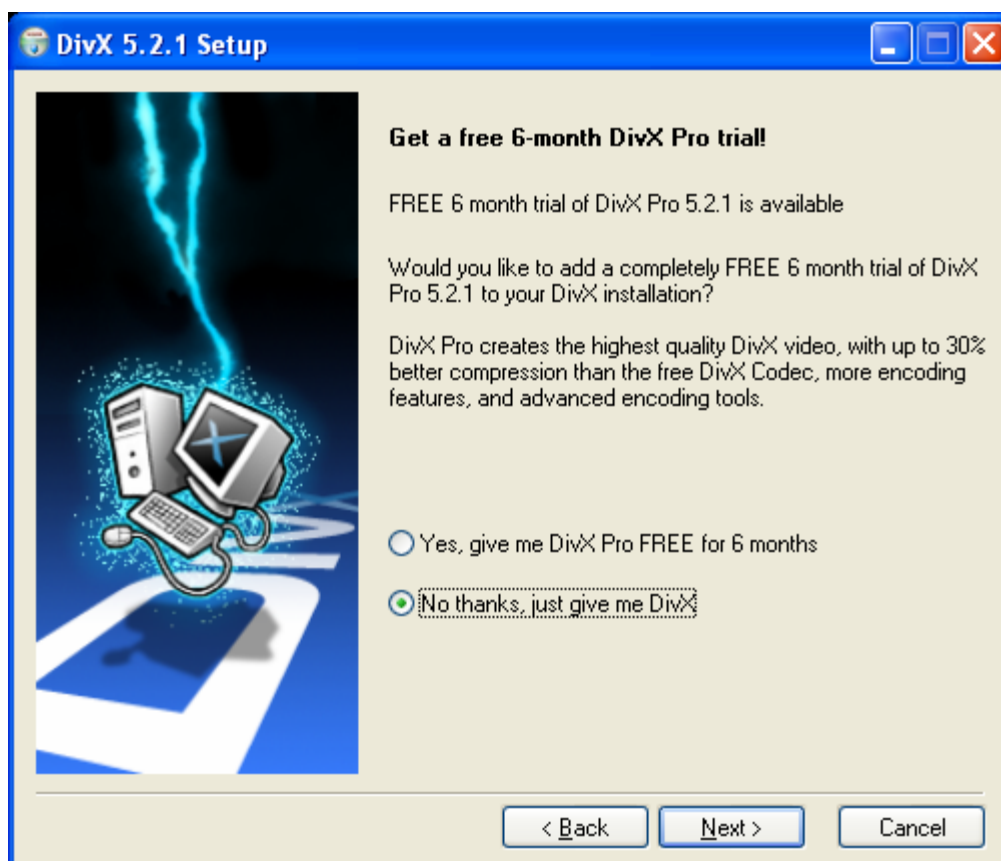 DivX 5.2.1 Setup
Get a free 6-month DivX Pro trial!
FREE 6 month trial of DivX Pro 5.2.1 is available
Would you like to add a completely FREE 6 month trial of DivX
Pro 5.2.1 to your DivX installation?
DivX Pro creates the highest quality DivX video, with up to 30%
better compression than the free DivX Codec, more encoding
features, and advanced encoding tools.
Yes, give me DivX Pro FREE for 6 months
No thanks, just give me DivX
< Back
Next >
Cancel